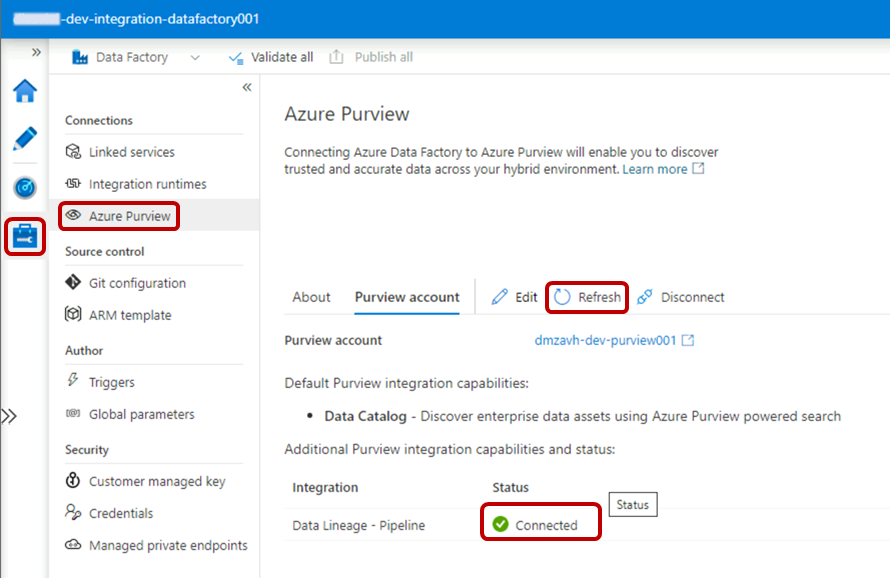 -dev-integration-datafactory001
Data Factory
Validate all
Publish all
Connections
Linked services
Integration runtimes
Azure Purview
Source control
Git configuration
ARM template
Author
Triggers
Global parameters
Security
Customer managed key
Credentials
Managed private endpoints
Azure Purview
Connecting Azure Data Factory to Azure Purview will enable you to discover
trusted and accurate data across your hybrid environment. Learn more
About Purview account Edit Refresh Disconnect
Purview account dmzavh-dev-purview001
Default Purview integration capabilities:
• Data Catalog - Discover enterprise data assets using Azure Purview powered search
Additional Purview integration capabilities and status:
Integration Status
Status
Data Lineage - Pipeline Connected